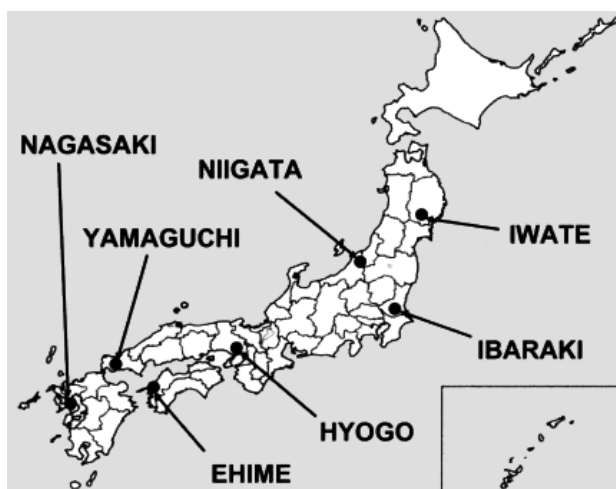 NAGASAKI
NIIGATA
YAMAGUCHI
IWATE
IBARAKI
HYOGO
EHIME